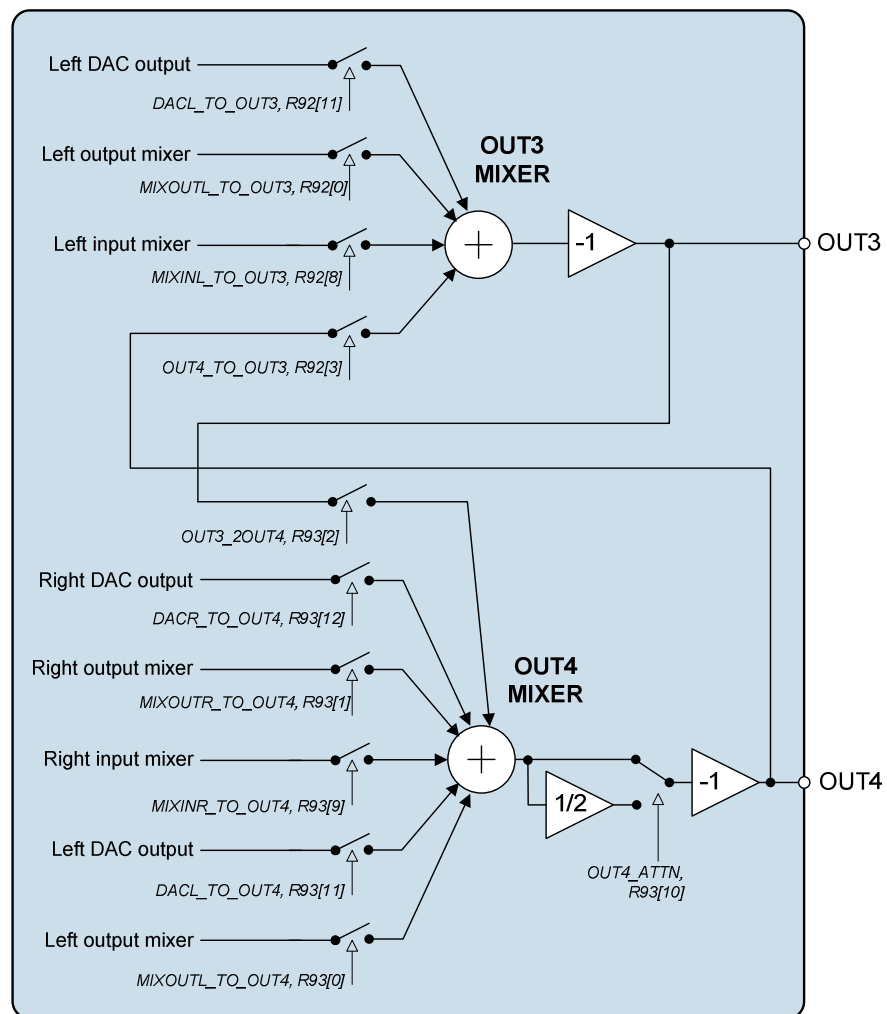 Left DAC output
DACL_TO_OUT3, R92[11]
Left output mixer
MIXOUTL_TO_OUT3, R92[0]
Left input mixer
MIXINL_TO_OUT3, R92[8]
OUT4_TO_OUT3, R92[3]
OUT3
MIXER
+
-1
OUT3
OUT3_2OUT4, R93[2]
Right DAC output
DACR_TO_OUT4, R93[12]
Right output mixer
MIXOUTR_TO_OUT4, R93[1]
Right input mixer
MIXINR_TO_OUT4, R93[9]
Left DAC output
DACL_TO_OUT4, R93[11]
Left output mixer
MIXOUTL_TO_OUT4, R93[0]
OUT4
MIXER
+
1/2
-1
OUT4
OUT4_ATTN,
R93[10]